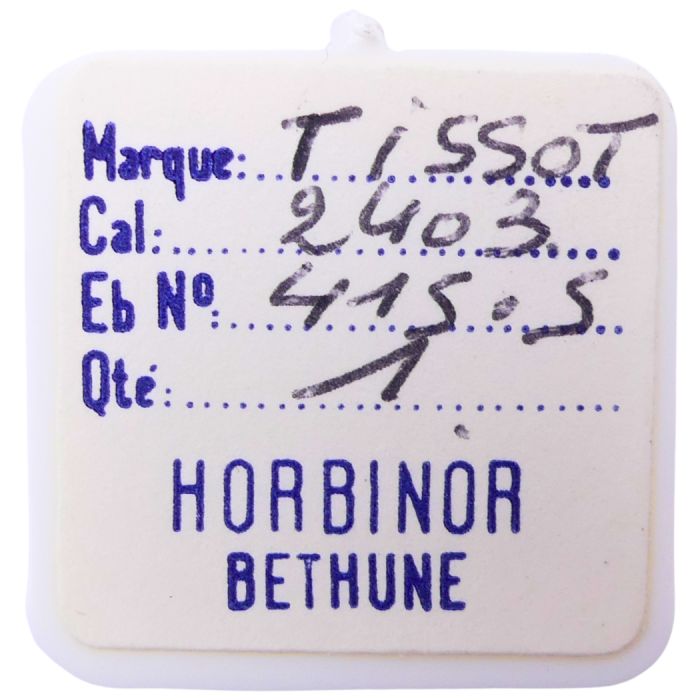 Marque: TiSSOT
Cal: 2403
Eb Nº: 415.5
Qté: 1
HORBINOR
BETHUNE